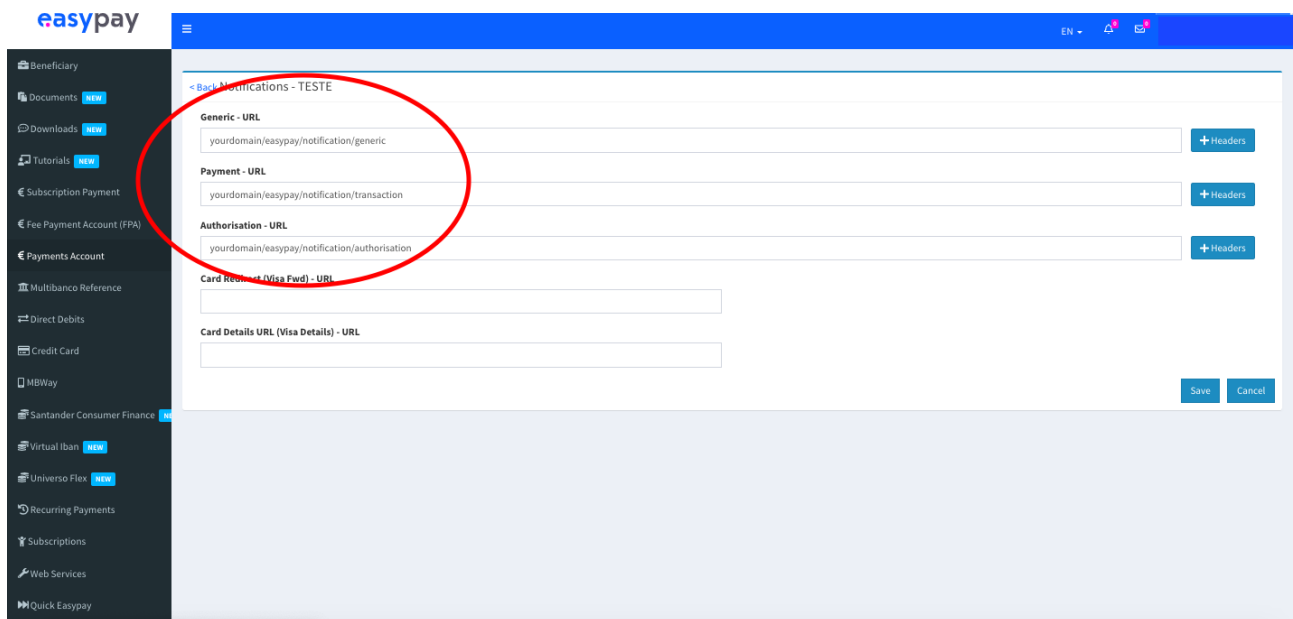 easypay
EN
0
0
Beneficiary
Documents NEW
Downloads NEW
Tutorials NEW
€ Subscription Payment
€ Fee Payment Account (FPA)
€ Payments Account
Multibanco Reference
Direct Debits
Credit Card
MBWay
Santander Consumer Finance
Virtual Iban NEW
Universo Flex NEW
Recurring Payments
Subscriptions
Web Services
Quick Easypay
< Back Notifications - TESTE
Generic - URL
yourdomain/easypay/notification/generic
+ Headers
Payment - URL
yourdomain/easypay/notification/transaction
+ Headers
Authorisation - URL
yourdomain/easypay/notification/authorisation
+ Headers
Card Redirect (Visa Fwd) - URL
Card Details URL (Visa Details) - URL
Save Cancel